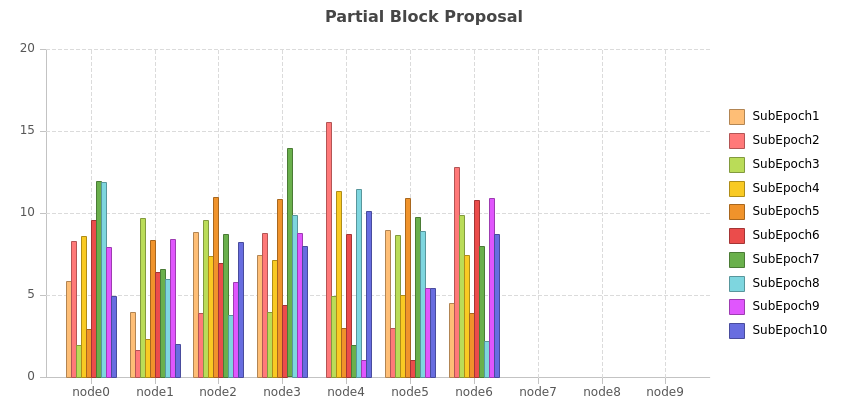 Partial Block Proposal
20
15
10
5
0
node0 node1 node2 node3 node4 node5 node6 node7 node8 node9
SubEpoch1
SubEpoch2
SubEpoch3
SubEpoch4
SubEpoch5
SubEpoch6
SubEpoch7
SubEpoch8
SubEpoch9
SubEpoch10